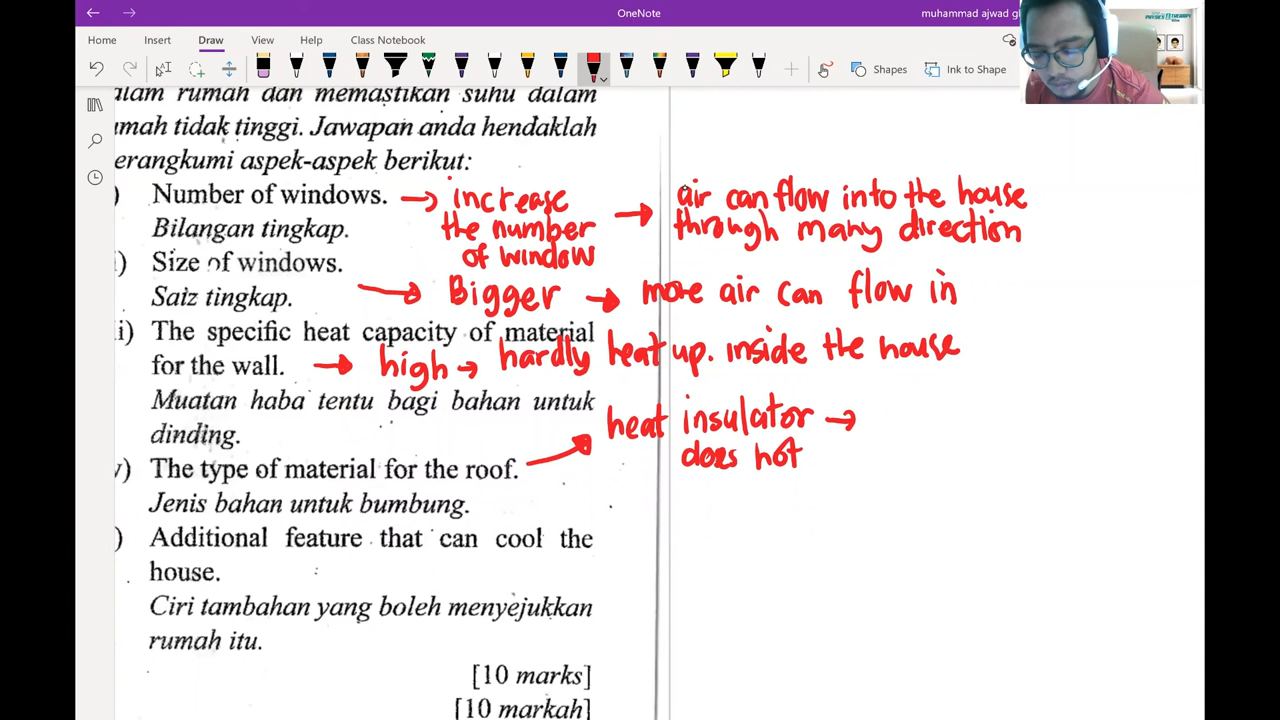 OneNote
muhammad ajwad gh
Home Insert Draw View Help Class Notebook
Shapes Ink to Shape
alam rumah dan memastikan suhu dalam
umah tidak tinggi. Jawapan anda hendaklah
erangkumi aspek-aspek berikut:
) Number of windows. → increase the number of window → air can flow into the house through many direction
Bilangan tingkap.
i) Size of windows. → Bigger → more air can flow in
Saiz tingkap.
ii) The specific heat capacity of material
for the wall. → high → hardly heat up. inside the house
Muatan haba tentu bagi bahan untuk
dinding.
v) The type of material for the roof. → heat insulator →
does not
Jenis bahan untuk bumbung.
) Additional feature that can cool the
house.
Ciri tambahan yang boleh menyejukkan
rumah itu.
[10 marks]
[10 markah]